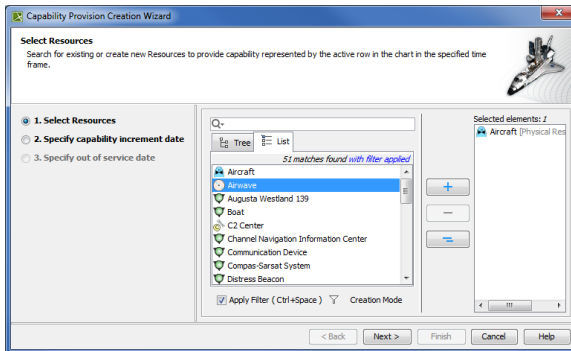 Capability Provision Creation Wizard
Select Resources
Search for existing or create new Resources to provide capability represented by the active row in the chart in the specified time
frame.
1. Select Resources
2. Specify capability increment date
3. Specify out of service date
Tree
List
51 matches found with filter applied
Aircraft
Airwave
Augusta Westland 139
Boat
C2 Center
Channel Navigation Information Center
Communication Device
Compas-Sarsat System
Distress Beacon
Apply Filter ( Ctrl+Space )
Creation Mode
Selected elements: 1
Aircraft [Physical Res
< Back
Next >
Finish
Cancel
Help